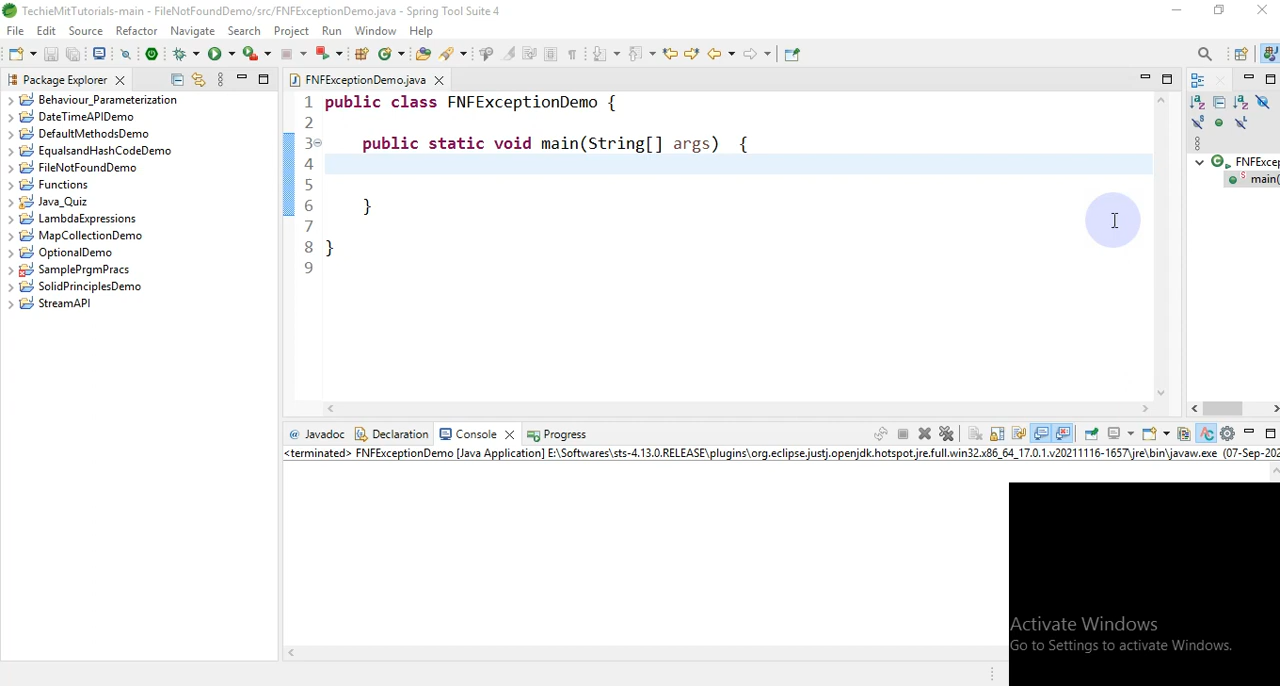 TechieMitTutorials-main - FileNotFoundDemo/src/FNFExceptionDemo.java - Spring Tool Suite 4
File Edit Source Refactor Navigate Search Project Run Window Help
Package Explorer
FNFExceptionDemo.java
Behaviour_Parameterization
DateTimeAPIDemo
DefaultMethodsDemo
EqualsandHashCodeDemo
FileNotFoundDemo
Functions
Java_Quiz
LambdaExpressions
MapCollectionDemo
OptionalDemo
SamplePrgmPracs
SolidPrinciplesDemo
StreamAPI
1 public class FNFExceptionDemo {
2
3 public static void main(String[] args) {
4
5
6 }
7
8 }
9
FNFExcep
main(
Javadoc Declaration Console Progress
<terminated> FNFExceptionDemo [Java Application] E:\Softwares\sts-4.13.0.RELEASE\plugins\org.eclipse.justj.openjdk.hotspot.jre.full.win32.x86_64_17.0.1.v20211116-1657\jre\bin\javaw.exe (07-Sep-202
Activate Windows
Go to Settings to activate Windows.